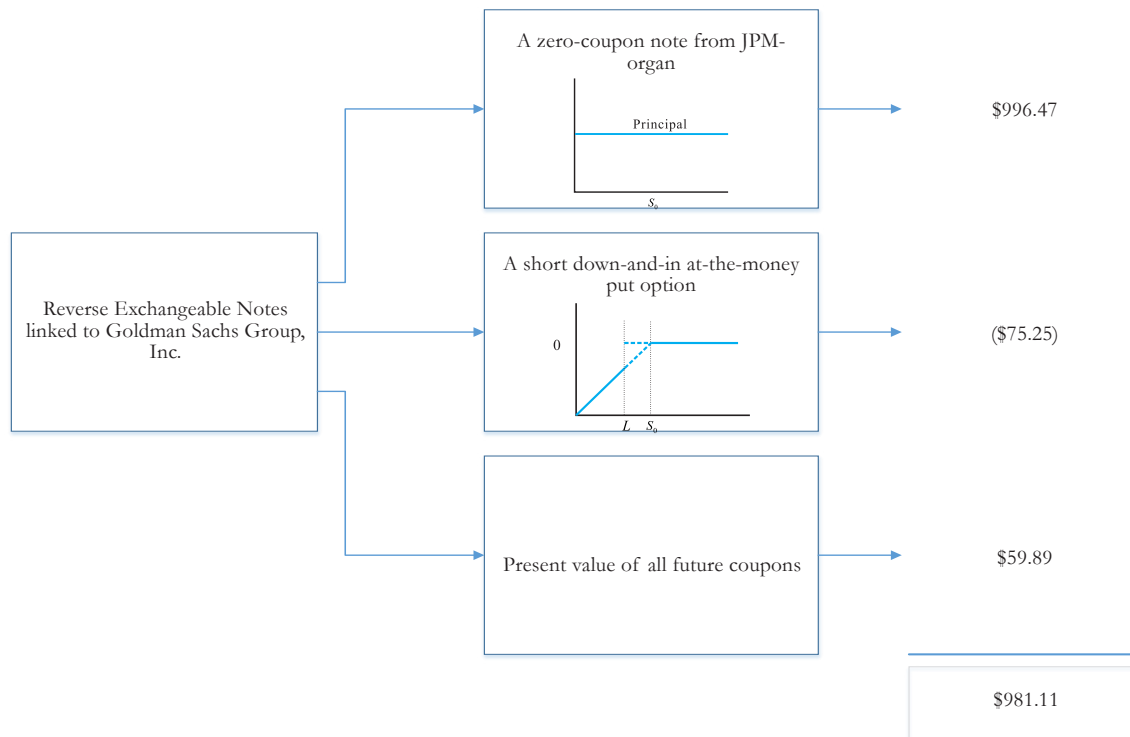 A zero-coupon note from JPM-
organ
Principal
S₀
$996.47
Reverse Exchangeable Notes
linked to Goldman Sachs Group,
Inc.
A short down-and-in at-the-money
put option
0
L S₀
($75.25)
Present value of all future coupons
$59.89
$981.11